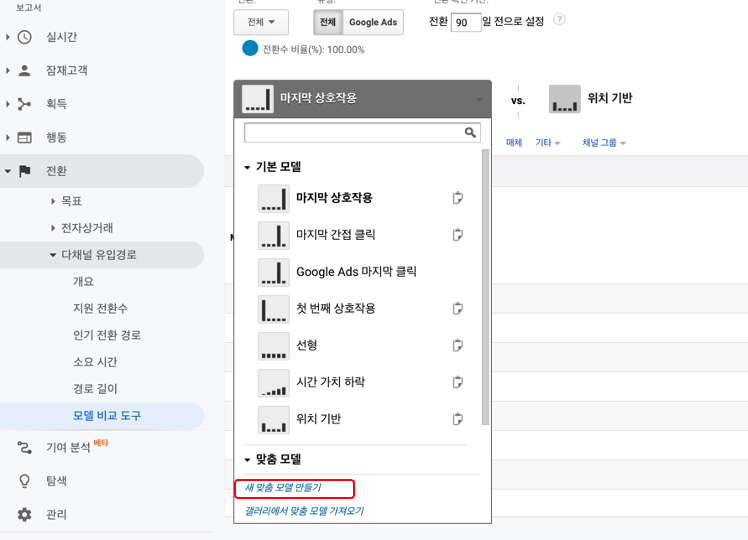 보고서
실시간
잠재고객
획득
행동
전환
목표
전자상거래
다채널 유입경로
개요
지원 전환수
인기 전환 경로
소요 시간
경로 길이
모델 비교 도구
기여 분석 베타
탐색
관리
전체
전체 Google Ads
전환 90 일 전으로 설정 ?
전환수 비율(%): 100.00%
마지막 상호작용
vs.
위치 기반
매체 기타 채널 그룹
기본 모델
마지막 상호작용
마지막 간접 클릭
Google Ads 마지막 클릭
첫 번째 상호작용
선형
시간 가치 하락
위치 기반
맞춤 모델
새 맞춤 모델 만들기
갤러리에서 맞춤 모델 가져오기